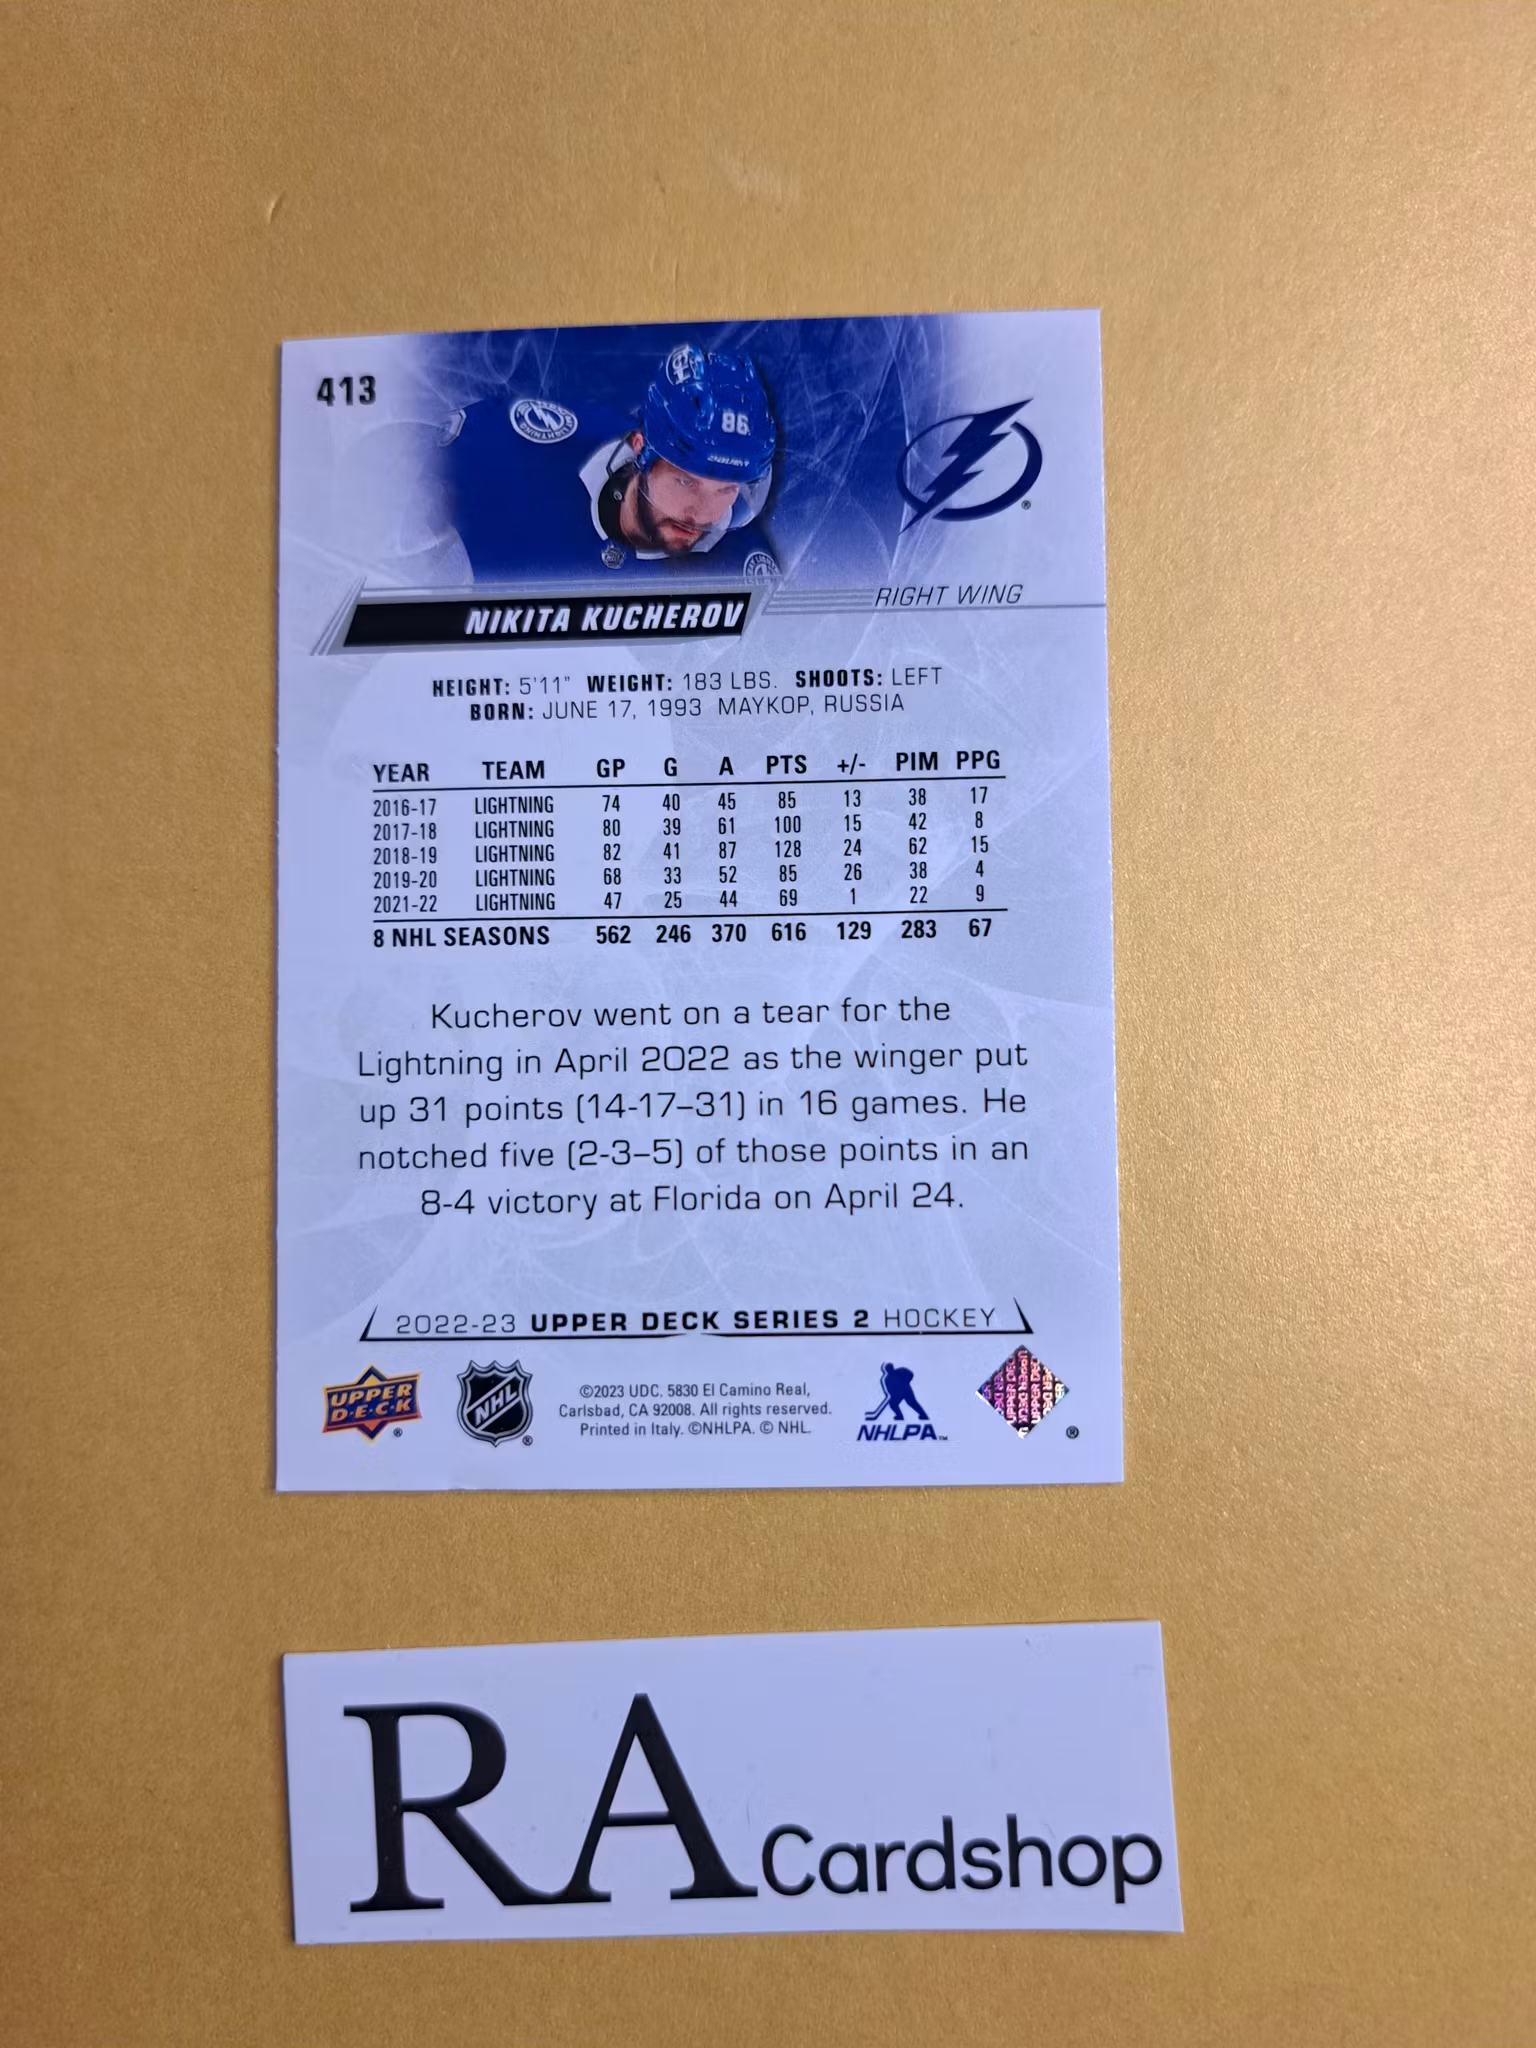 413
86
BAUER
LIGHTNING
®
RIGHT WING
NIKITA KUCHEROV
HEIGHT: 5'11" WEIGHT: 183 LBS. SHOOTS: LEFT
BORN: JUNE 17, 1993 MAYKOP, RUSSIA
YEAR TEAM GP G A PTS +/- PIM PPG
2016-17 LIGHTNING 74 40 45 85 13 38 17
2017-18 LIGHTNING 80 39 61 100 15 42 8
2018-19 LIGHTNING 82 41 87 128 24 62 15
2019-20 LIGHTNING 68 33 52 85 26 38 4
2021-22 LIGHTNING 47 25 44 69 1 22 9
8 NHL SEASONS 562 246 370 616 129 283 67
Kucherov went on a tear for the
Lightning in April 2022 as the winger put
up 31 points (14-17–31) in 16 games. He
notched five (2-3–5) of those points in an
8-4 victory at Florida on April 24.
2022-23 UPPER DECK SERIES 2 HOCKEY
UPPER
D·E·C·K ®
NHL ®
©2023 UDC. 5830 El Camino Real,
Carlsbad, CA 92008. All rights reserved.
Printed in Italy. ©NHLPA. © NHL.
NHLPA™
UPPER DECK
®
RA Cardshop